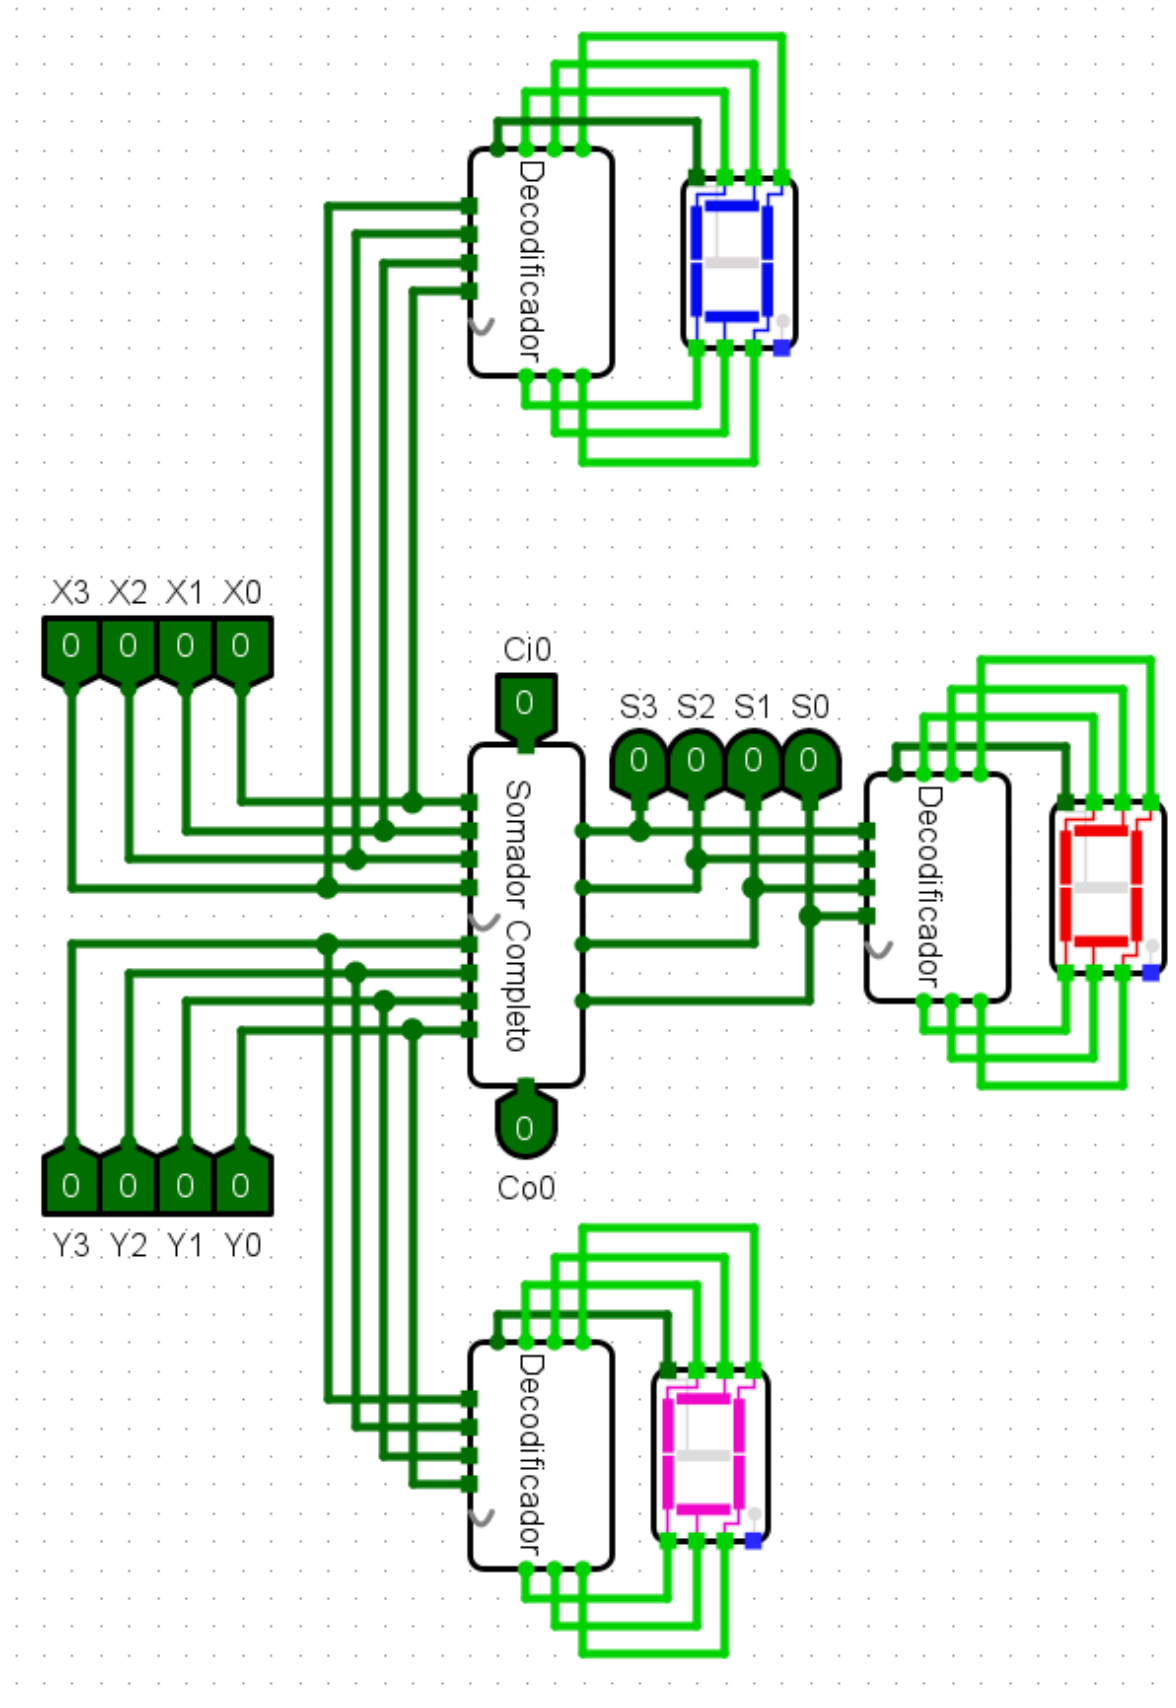 Decodificador
X3 X2 X1 X0
0 0 0 0
Ci0
0
S3 S2 S1 S0
0 0 0 0
Somador Completo
Decodificador
0
Co0
0 0 0 0
Y3 Y2 Y1 Y0
Decodificador